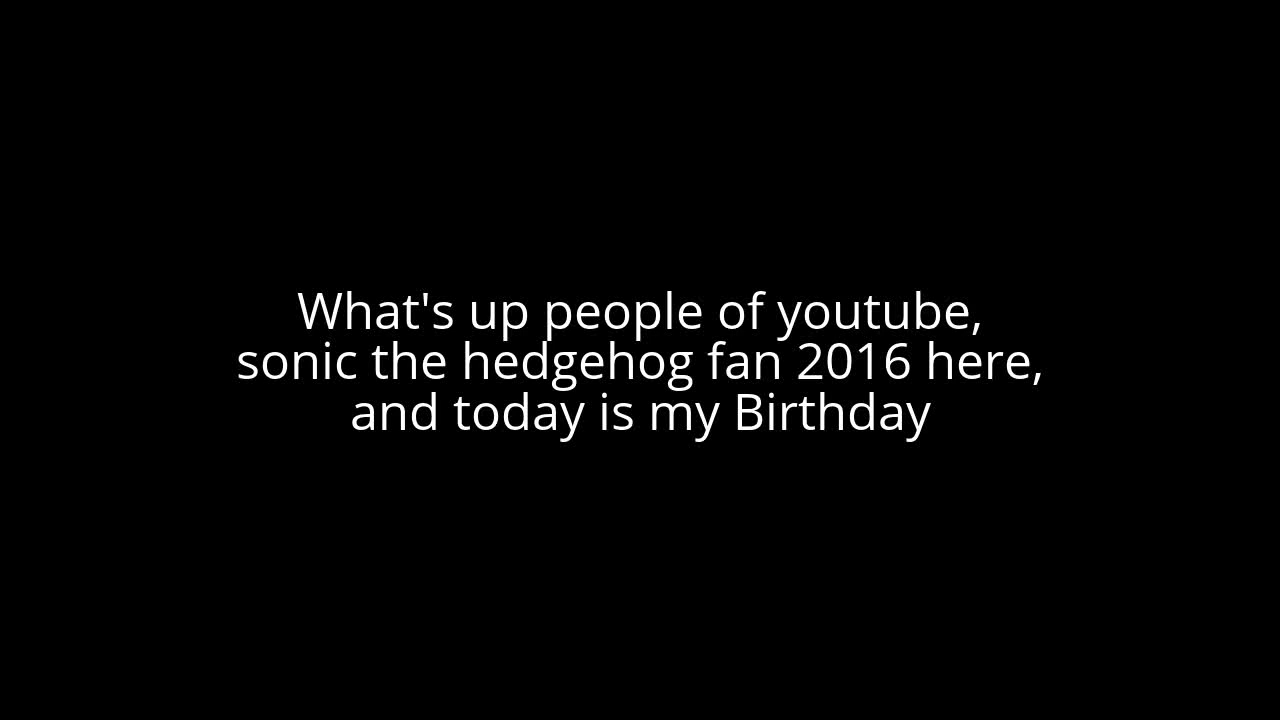 What's up people of youtube,
sonic the hedgehog fan 2016 here,
and today is my Birthday